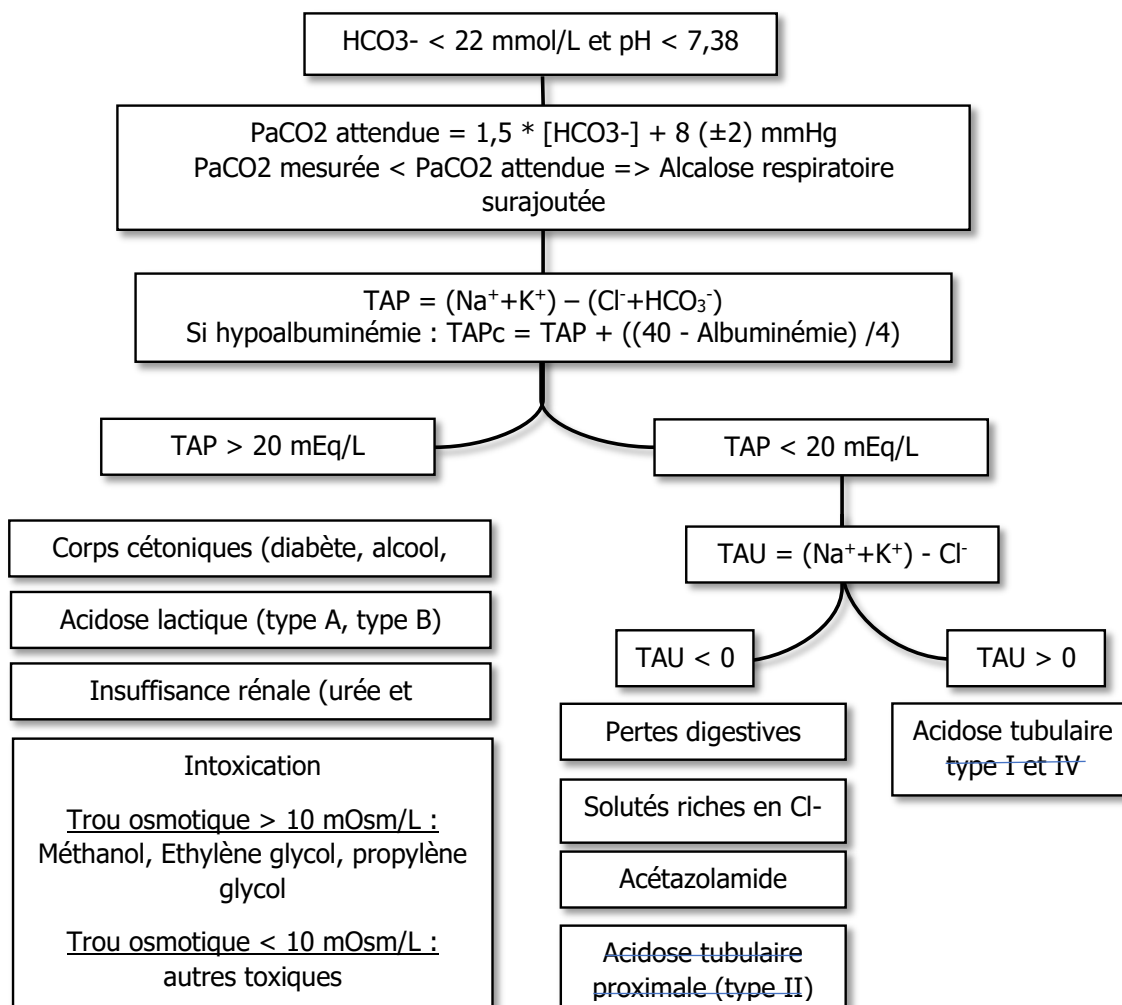 HCO3- < 22 mmol/L et pH < 7,38
PaCO2 attendue = 1,5 * [HCO3-] + 8 (±2) mmHg
PaCO2 mesurée < PaCO2 attendue => Alcalose respiratoire
surajoutée
TAP = (Na⁺+K⁺) – (Cl⁻+HCO₃⁻)
Si hypoalbuminémie : TAPc = TAP + ((40 - Albuminémie) /4)
TAP > 20 mEq/L
TAP < 20 mEq/L
Corps cétoniques (diabète, alcool,
Acidose lactique (type A, type B)
Insuffisance rénale (urée et
Intoxication
Trou osmotique > 10 mOsm/L :
Méthanol, Ethylène glycol, propylène
glycol
Trou osmotique < 10 mOsm/L :
autres toxiques
TAU = (Na⁺+K⁺) - Cl⁻
TAU < 0
TAU > 0
Pertes digestives
Solutés riches en Cl-
Acétazolamide
Acidose tubulaire
proximale (type II)
Acidose tubulaire
type I et IV